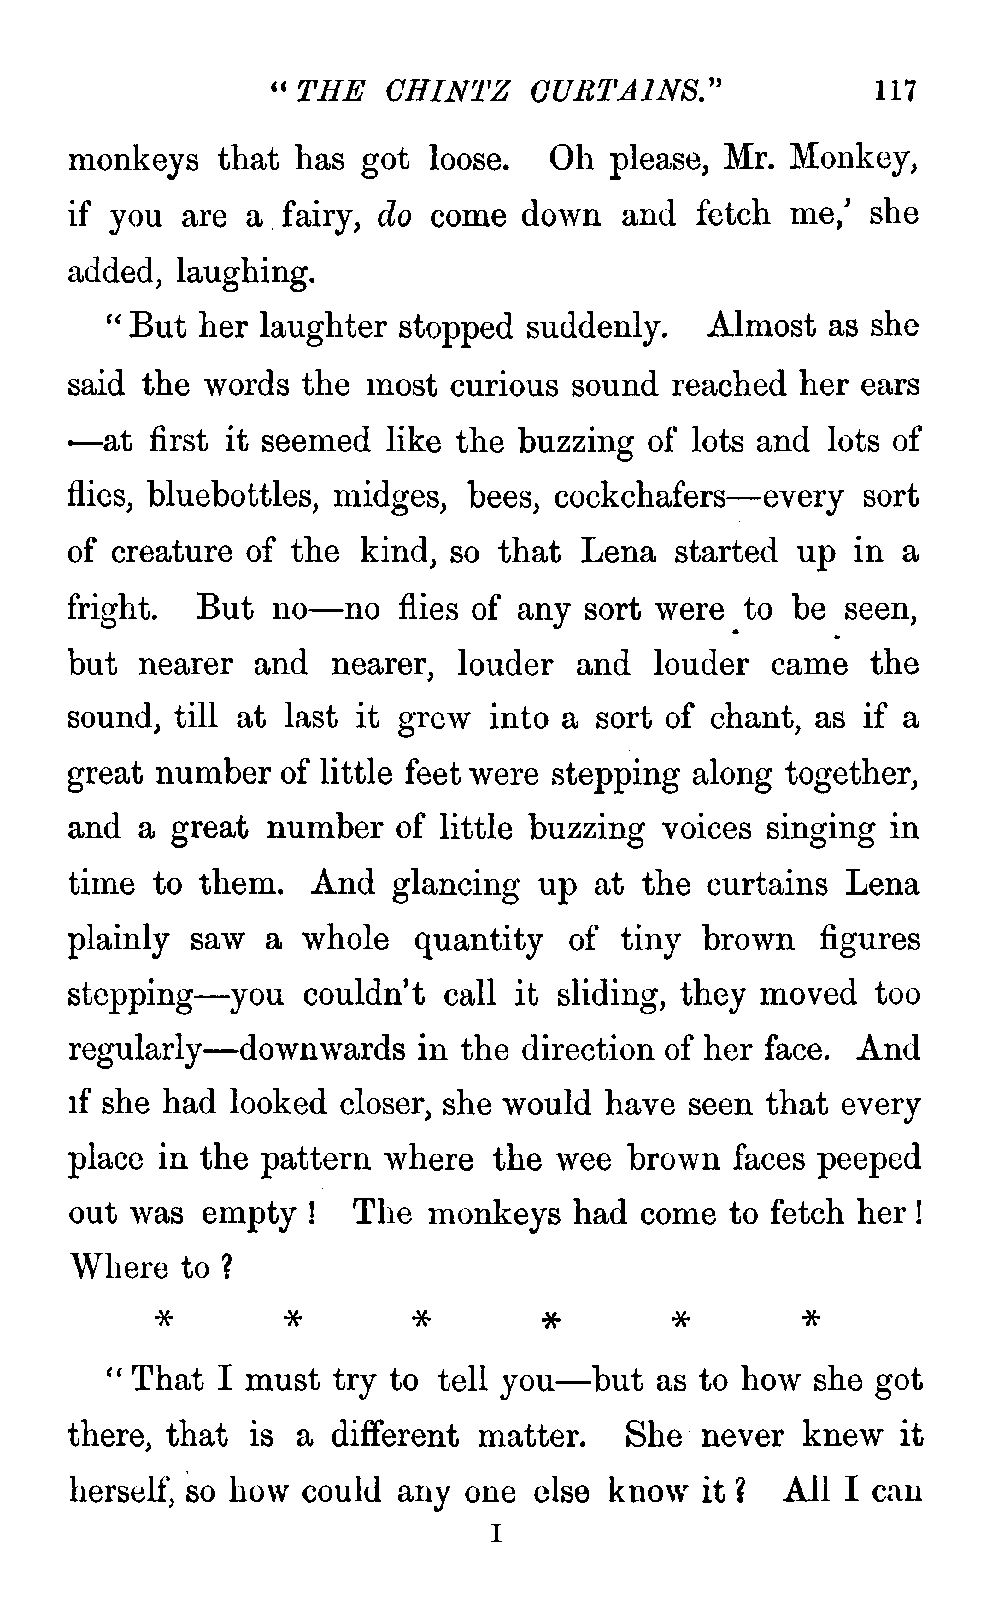 “ THE CHINTZ CURTAINS.” 117
monkeys that has got loose. Oh please, Mr. Monkey,
if you are a fairy, do come down and fetch me,’ she
added, laughing.
“ But her laughter stopped suddenly. Almost as she
said the words the most curious sound reached her ears
—at first it seemed like the buzzing of lots and lots of
flies, bluebottles, midges, bees, cockchafers—every sort
of creature of the kind, so that Lena started up in a
fright. But no—no flies of any sort were to be seen,
but nearer and nearer, louder and louder came the
sound, till at last it grew into a sort of chant, as if a
great number of little feet were stepping along together,
and a great number of little buzzing voices singing in
time to them. And glancing up at the curtains Lena
plainly saw a whole quantity of tiny brown figures
stepping—you couldn’t call it sliding, they moved too
regularly—downwards in the direction of her face. And
if she had looked closer, she would have seen that every
place in the pattern where the wee brown faces peeped
out was empty ! The monkeys had come to fetch her !
Where to ?
* * * * * *
“ That I must try to tell you—but as to how she got
there, that is a different matter. She never knew it
herself, so how could any one else know it ? All I can
I